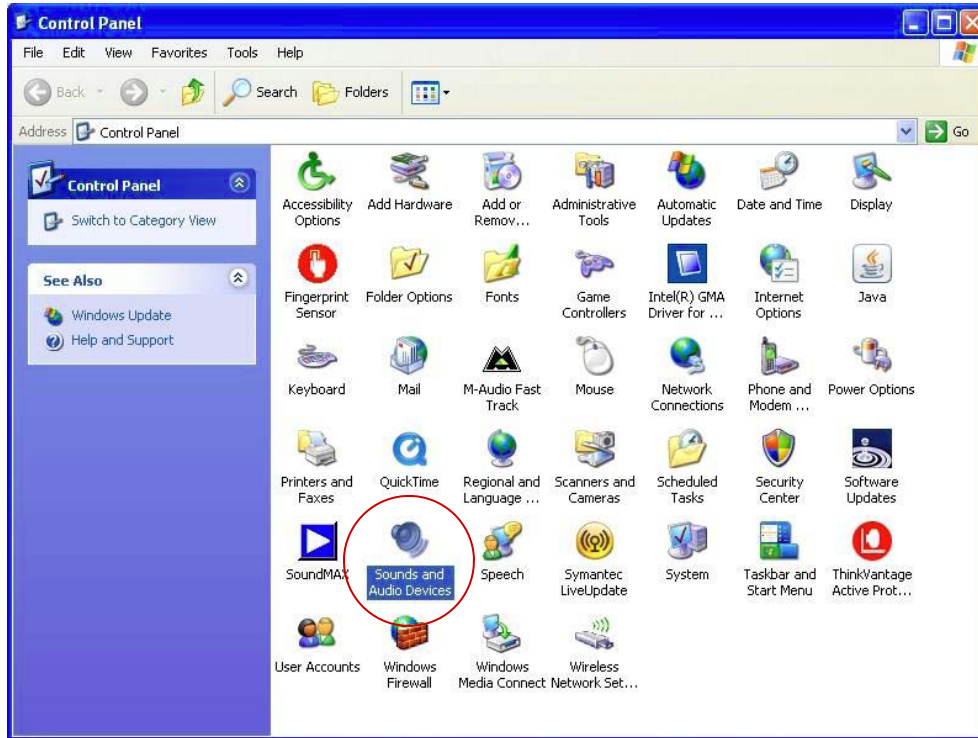 Control Panel
File Edit View Favorites Tools Help
Back Search Folders
Address Control Panel Go
Control Panel
Switch to Category View
See Also
Windows Update
Help and Support
Accessibility Options
Add Hardware
Add or Remov...
Administrative Tools
Automatic Updates
Date and Time
Display
Fingerprint Sensor
Folder Options
Fonts
Game Controllers
Intel(R) GMA Driver for ...
Internet Options
Java
Keyboard
Mail
M-Audio Fast Track
Mouse
Network Connections
Phone and Modem ...
Power Options
Printers and Faxes
QuickTime
Regional and Language ...
Scanners and Cameras
Scheduled Tasks
Security Center
Software Updates
SoundMAX
Sounds and Audio Devices
Speech
Symantec LiveUpdate
System
Taskbar and Start Menu
ThinkVantage Active Prot...
User Accounts
Windows Firewall
Windows Media Connect
Wireless Network Set...